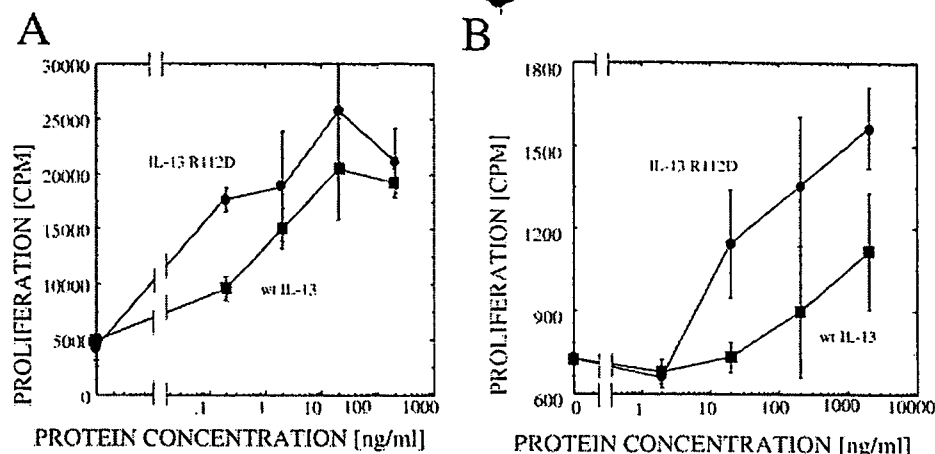 A
30000
25000
20000
15000
10000
5000
0
PROLIFERATION [CPM]
IL-13 R112D
wt IL-13
.1 1 10 100 1000
PROTEIN CONCENTRATION [ng/ml]
B
1800
1500
1200
900
600
PROLIFERATION [CPM]
IL-13 R112D
wt IL-13
0 1 10 100 1000 10000
PROTEIN CONCENTRATION [ng/ml]